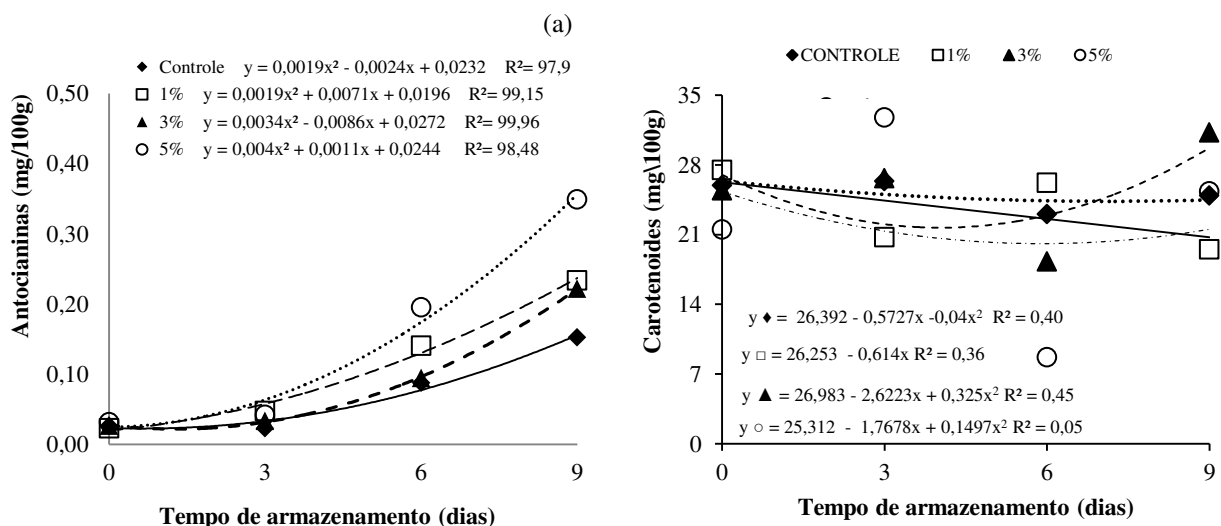 (a)
Controle y = 0,0019x² - 0,0024x + 0,0232 R²= 97,9
1% y = 0,0019x² + 0,0071x + 0,0196 R²= 99,15
3% y = 0,0034x² - 0,0086x + 0,0272 R²= 99,96
5% y = 0,004x² + 0,0011x + 0,0244 R²= 98,48
Antocianinas (mg/100g)
0,50
0,40
0,30
0,20
0,10
0,00
0 3 6 9
Tempo de armazenamento (dias)
CONTROLE 1% 3% 5%
Carotenoides (mg\100g)
35
28
21
14
7
0
y ♦ = 26,392 - 0,5727x -0,04x² R² = 0,40
y □ = 26,253 - 0,614x R² = 0,36
y ▲ = 26,983 - 2,6223x + 0,325x² R² = 0,45
y ○ = 25,312 - 1,7678x + 0,1497x² R² = 0,05
0 3 6 9
Tempo de armazenamento (dias)